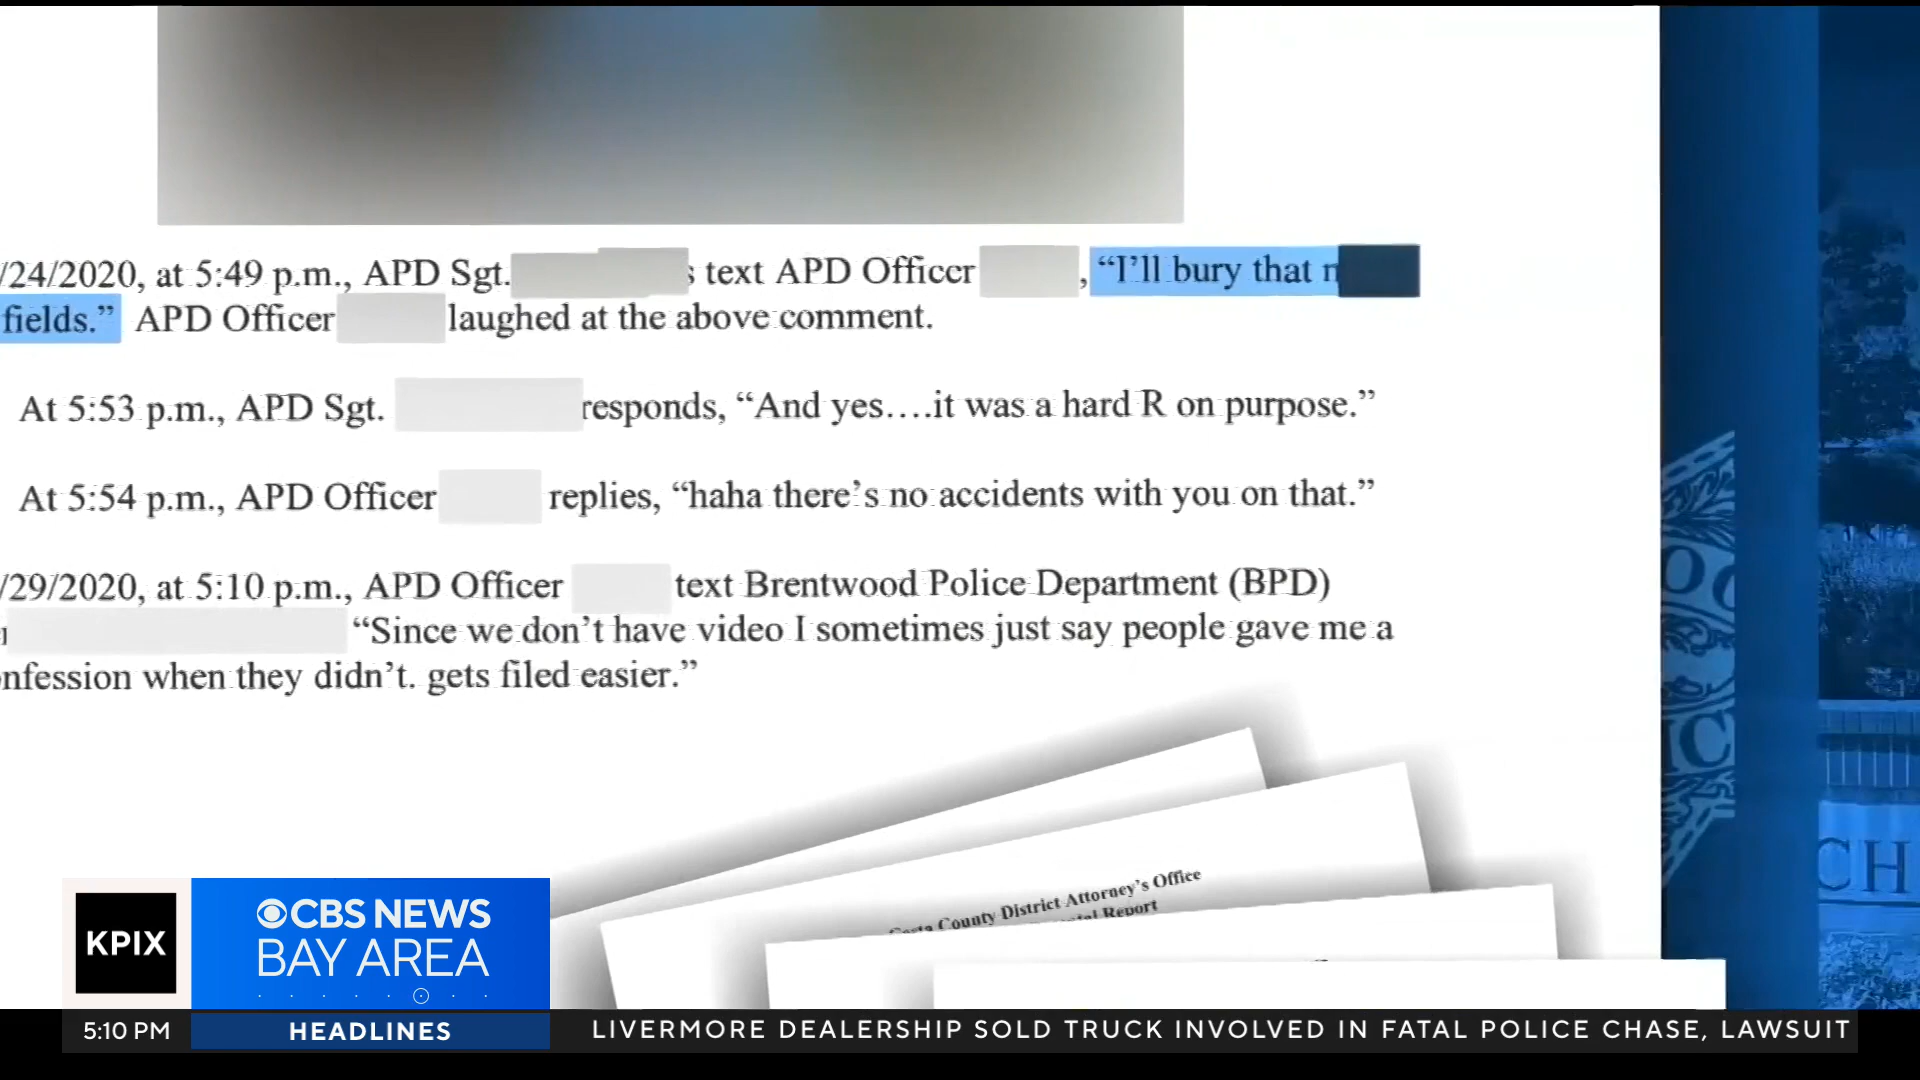 /24/2020, at 5:49 p.m., APD Sgt. s text APD Officer , “I’ll bury that n
fields.” APD Officer laughed at the above comment.
At 5:53 p.m., APD Sgt. responds, “And yes….it was a hard R on purpose.”
At 5:54 p.m., APD Officer replies, “haha there’s no accidents with you on that.”
/29/2020, at 5:10 p.m., APD Officer text Brentwood Police Department (BPD)
“Since we don’t have video I sometimes just say people gave me a
nfession when they didn’t. gets filed easier.”
Costa County District Attorney’s Office
Report
CH
KPIX
CBS NEWS
BAY AREA
5:10 PM
HEADLINES
LIVERMORE DEALERSHIP SOLD TRUCK INVOLVED IN FATAL POLICE CHASE, LAWSUIT